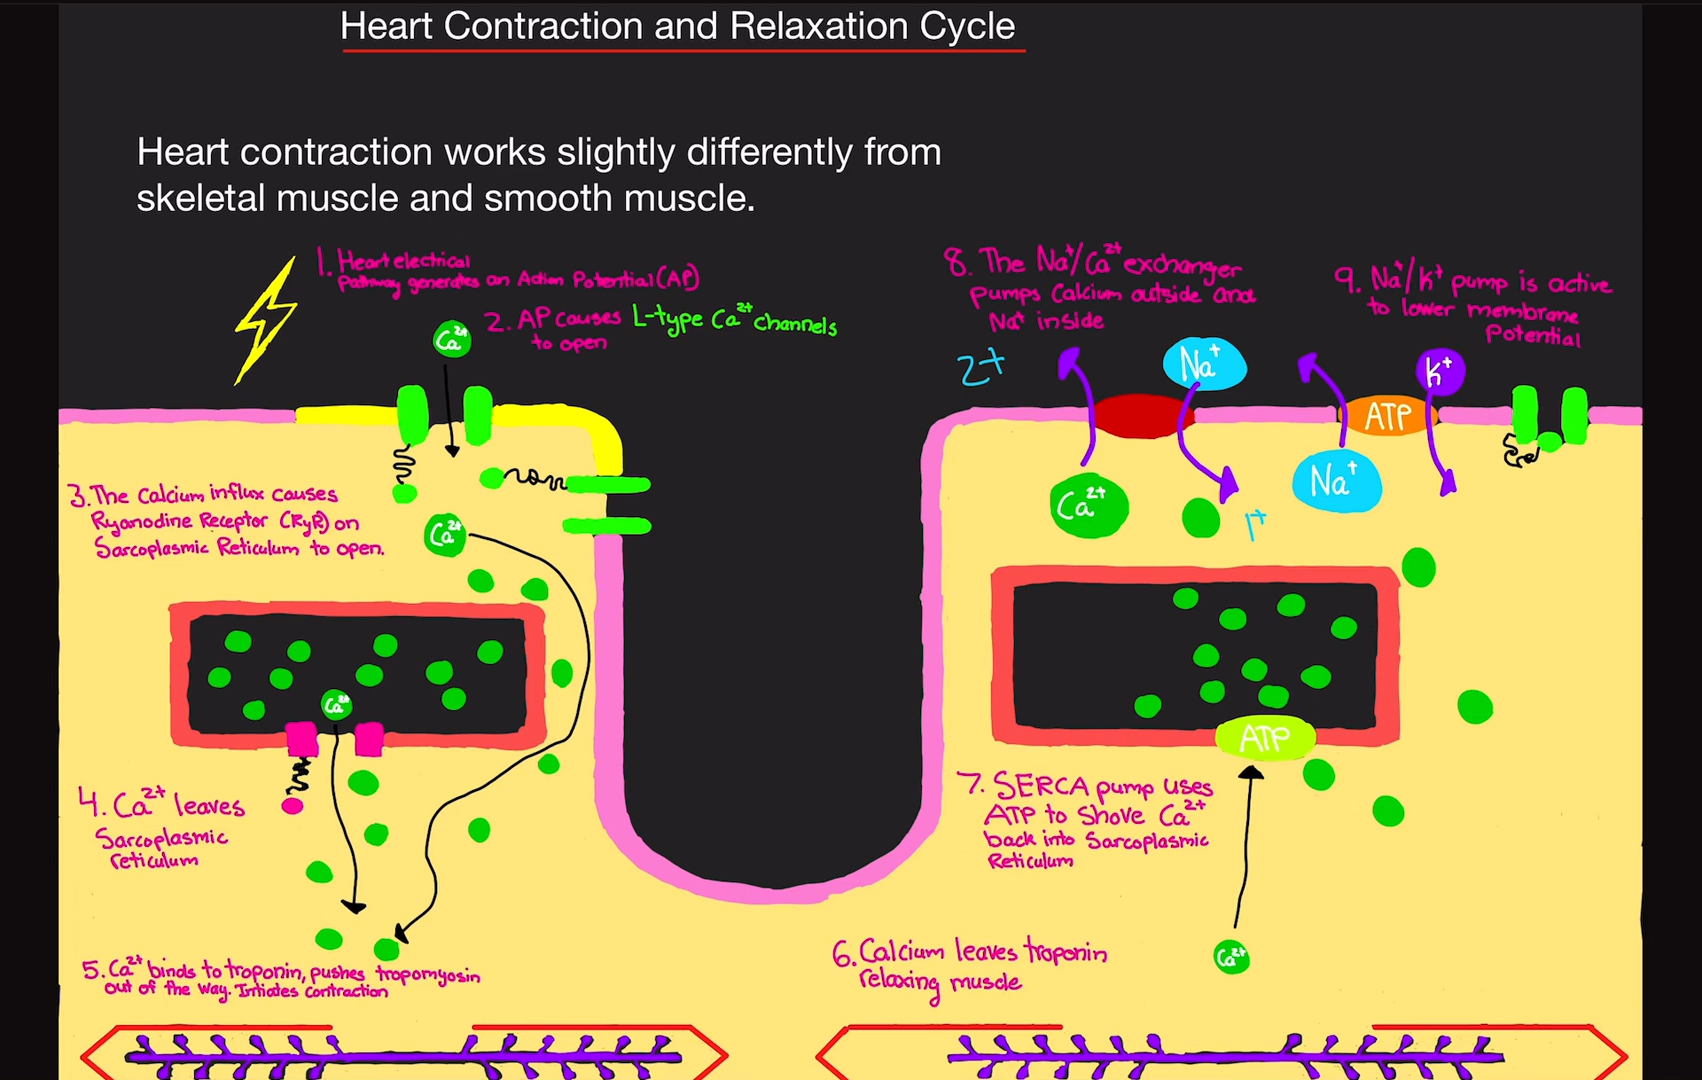 Heart Contraction and Relaxation Cycle
Heart contraction works slightly differently from
skeletal muscle and smooth muscle.
1. Heart electrical
Pathway generates an Action Potential (AP)
2. AP causes L-type Ca²⁺ channels
to open
Ca²⁺
3. The Calcium influx causes
Ryanodine Receptor (RyR) on
Sarcoplasmic Reticulum to open.
Ca²⁺
Ca²⁺
4. Ca²⁺ leaves
Sarcoplasmic
reticulum
5. Ca²⁺ binds to troponin, pushes tropomyosin
out of the way. Initiates Contraction
8. The Na⁺/Ca²⁺ exchanger
pumps Calcium outside and
Na⁺ inside
9. Na⁺/K⁺ pump is active
to lower membrane
Potential
2+
Na⁺
K⁺
ATP
Ca²⁺
1+
Na⁺
ATP
7. SERCA pump uses
ATP to shove Ca²⁺
back into Sarcoplasmic
Reticulum
6. Calcium leaves troponin
relaxing muscle
Ca²⁺